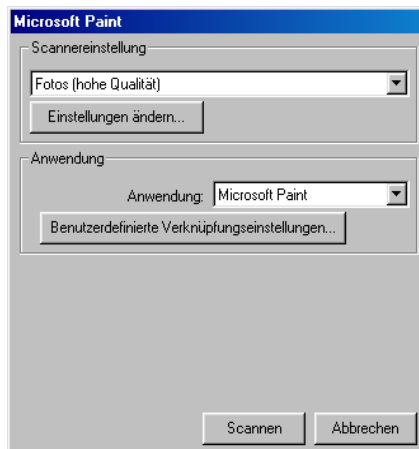 Microsoft Paint
Scannereinstellung
Fotos (hohe Qualität)
Einstellungen ändern...
Anwendung
Anwendung: Microsoft Paint
Benutzerdefinierte Verknüpfungseinstellungen...
Scannen Abbrechen